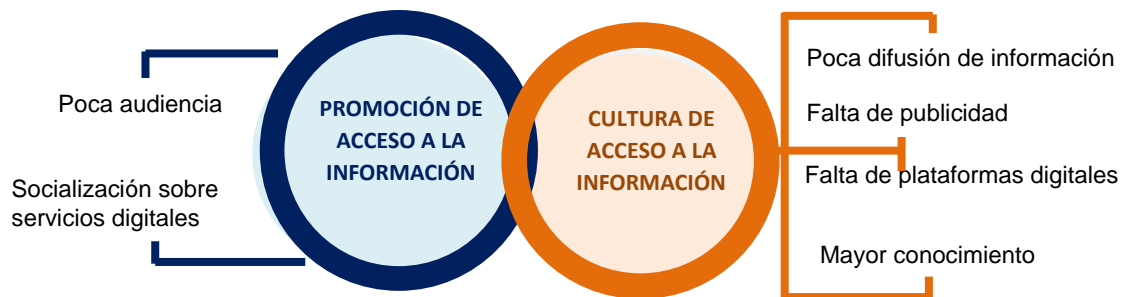 Poca audiencia
Socialización sobre
servicios digitales
PROMOCIÓN DE
ACCESO A LA
INFORMACIÓN
CULTURA DE
ACCESO A LA
INFORMACIÓN
Poca difusión de información
Falta de publicidad
Falta de plataformas digitales
Mayor conocimiento